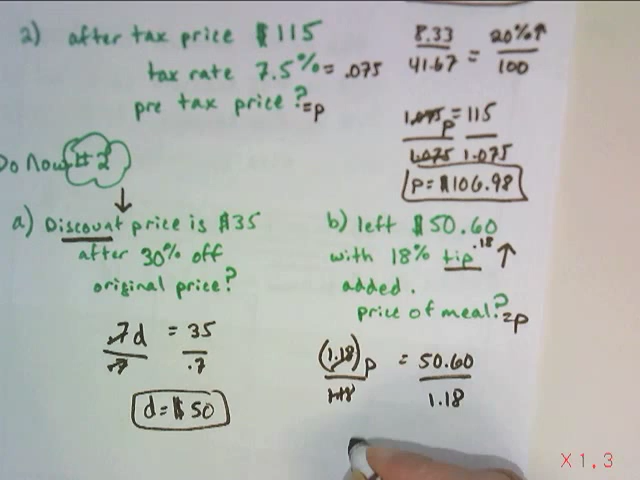 2) after tax price $115
tax rate 7.5% = .075
pre tax price? = p
8.33 / 41.67 = 20%↑ / 100
1.075 p / 1.075 = 115 / 1.075
p = $106.98
Do Now #2
↓
a) Discount price is $35
after 30% off
original price?
.7d / .7 = 35 / .7
d = $50
b) left $50.60
with 18% tip .18 ↑
added.
price of meal? = p
(1.18) p / 1.18 = 50.60 / 1.18
X1.3